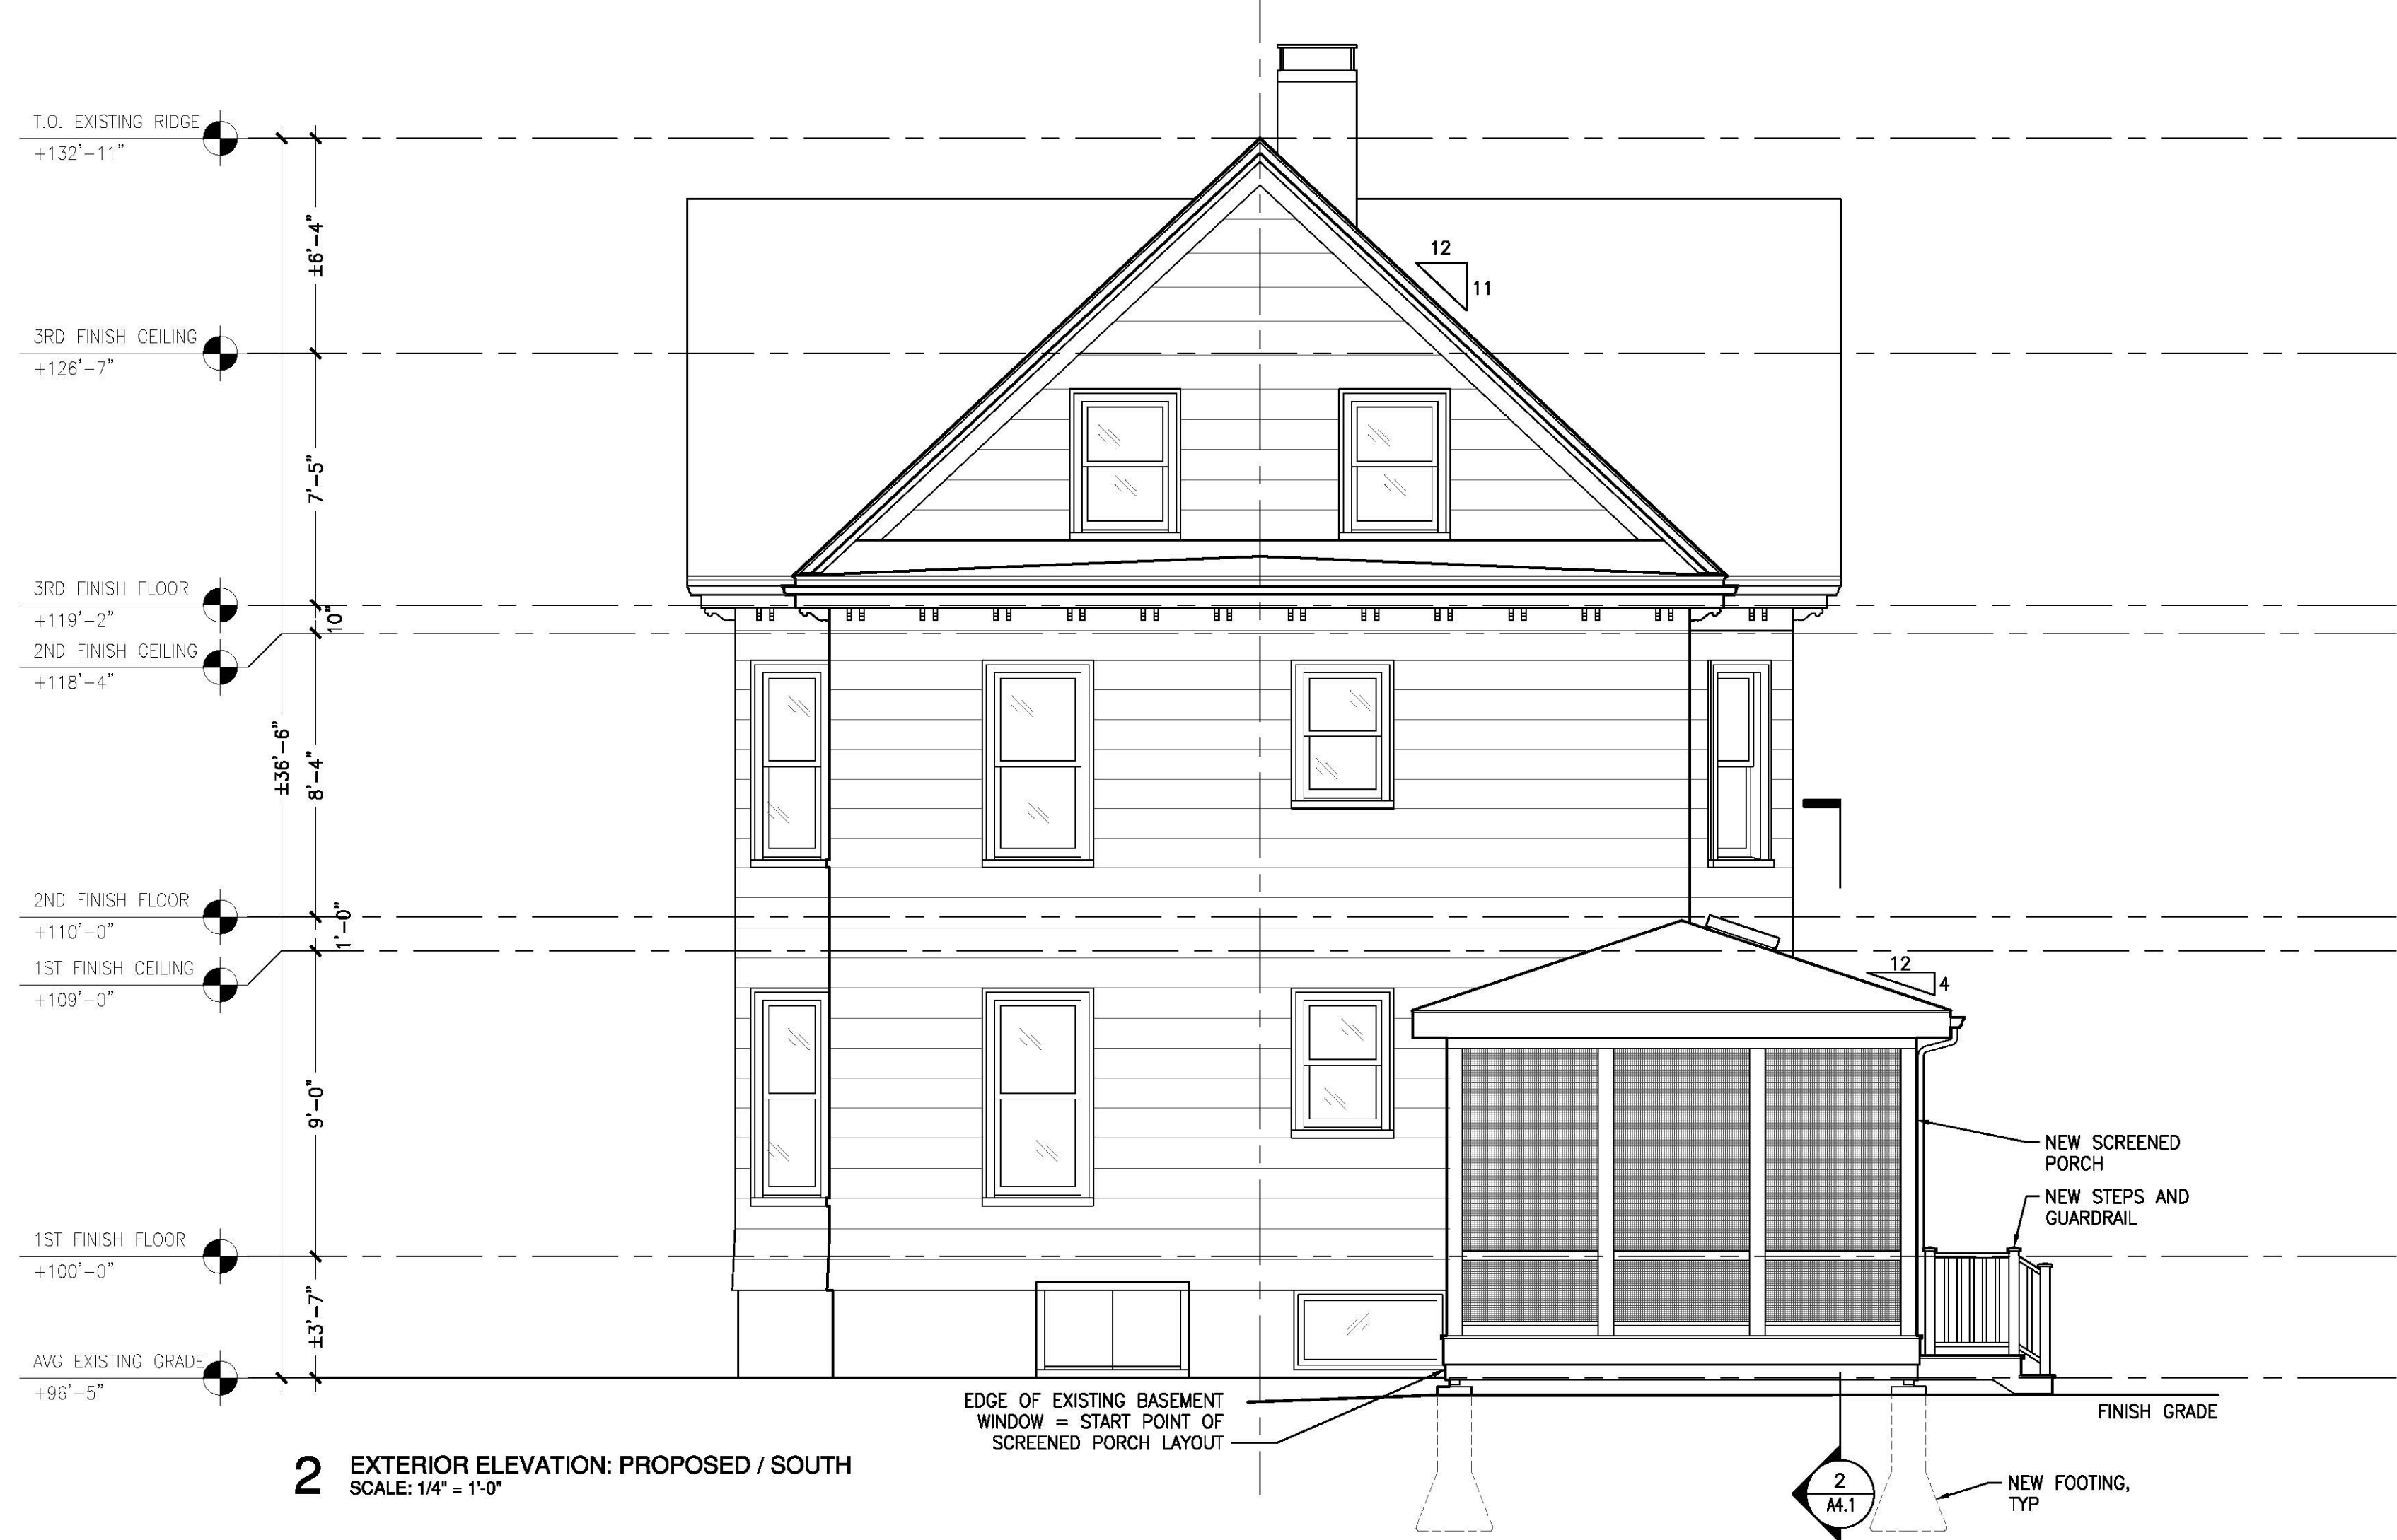 T.O. EXISTING RIDGE
+132'-11"
±6'-4"
12
11
3RD FINISH CEILING
+126'-7"
7'-5"
3RD FINISH FLOOR
+119'-2"
10"
2ND FINISH CEILING
+118'-4"
±36'-6"
8'-4"
2ND FINISH FLOOR
+110'-0"
1'-0"
1ST FINISH CEILING
+109'-0"
12
4
9'-0"
NEW SCREENED
PORCH
NEW STEPS AND
GUARDRAIL
1ST FINISH FLOOR
+100'-0"
±3'-7"
AVG EXISTING GRADE
+96'-5"
EDGE OF EXISTING BASEMENT
WINDOW = START POINT OF
SCREENED PORCH LAYOUT
FINISH GRADE
2
EXTERIOR ELEVATION: PROPOSED / SOUTH
SCALE: 1/4" = 1'-0"
2
A4.1
NEW FOOTING,
TYP